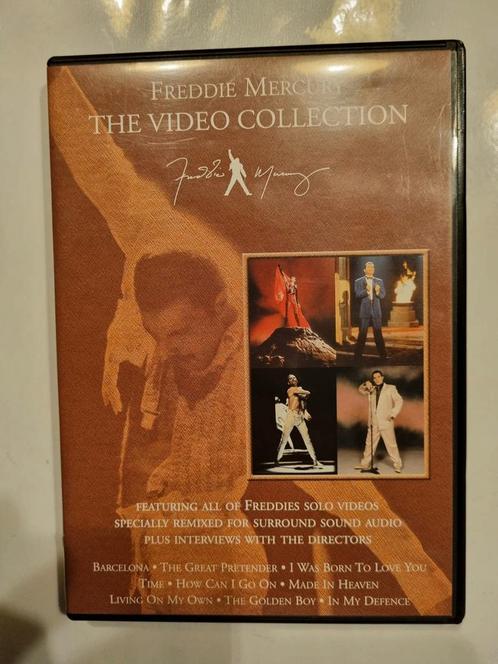 FREDDIE MERCURY
THE VIDEO COLLECTION
Freddie Mercury
FEATURING ALL OF FREDDIES SOLO VIDEOS
SPECIALLY REMIXED FOR SURROUND SOUND AUDIO
PLUS INTERVIEWS WITH THE DIRECTORS
BARCELONA • THE GREAT PRETENDER • I WAS BORN TO LOVE YOU
TIME • HOW CAN I GO ON • MADE IN HEAVEN
LIVING ON MY OWN • THE GOLDEN BOY • IN MY DEFENCE